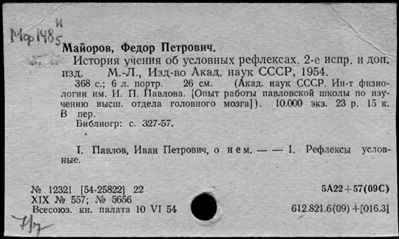 Мф 148⁵
Майоров, Федор Петрович.
История учения об условных рефлексах. 2-е испр. и доп.
изд. М.-Л., Изд-во Акад. наук СССР, 1954.
368 с.; 6 л. портр. 26 см. (Акад. наук СССР. Ин-т физио-
логии им. И. П. Павлова. [Опыт работы павловской школы по изу-
чению высш. отдела головного мозга]). 10.000 экз. 23 р. 15 к.
В пер.
Библиогр: с. 327-57.
I. Павлов, Иван Петрович, о нем. — — 1. Рефлексы услов-
ные.
№ 12321 [54-25822] 22 5А22+57(09С)
XIX № 557; № 5656
Всесоюз. кн. палата 10 VI 54 612.821.6(09)+[016.3]